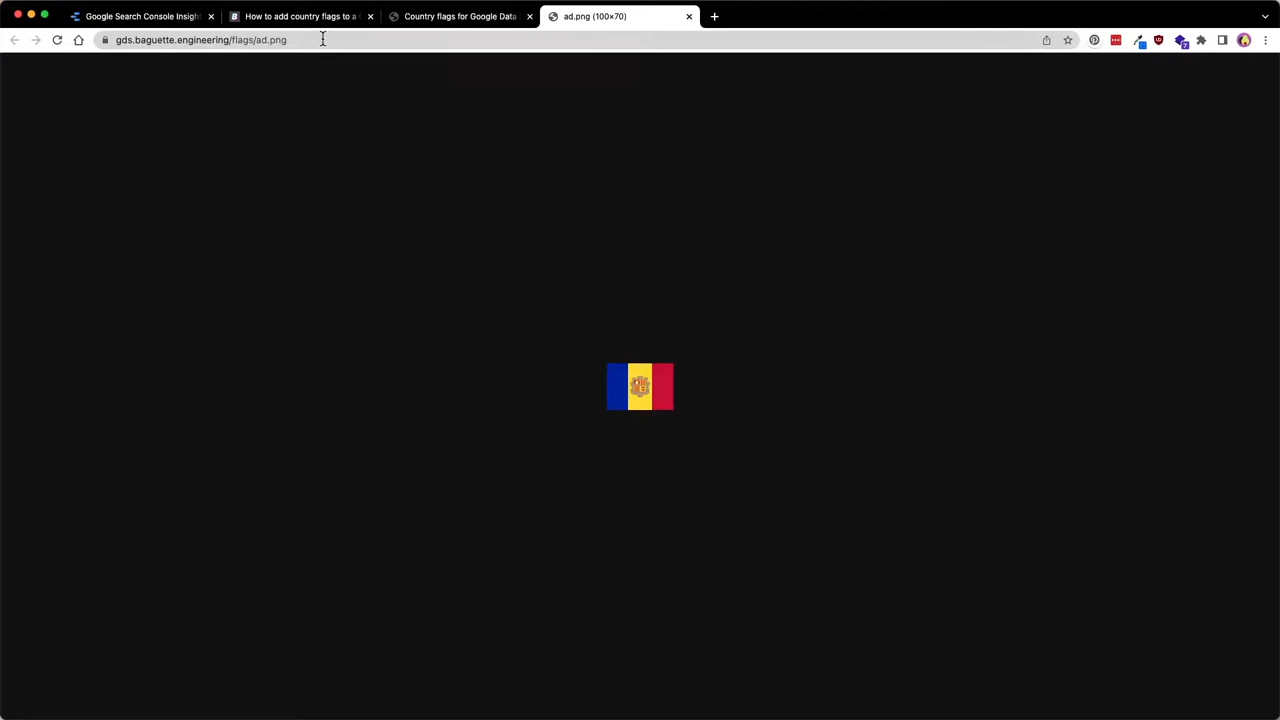 Google Search Console Insigh
How to add country flags to a
Country flags for Google Data
ad.png (100×70)
gds.baguette.engineering/flags/ad.png
7